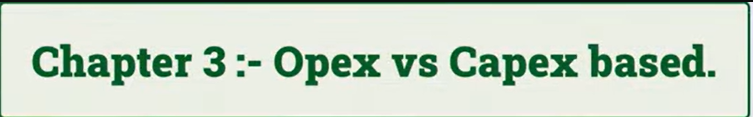 Chapter 3 :- Opex vs Capex based.